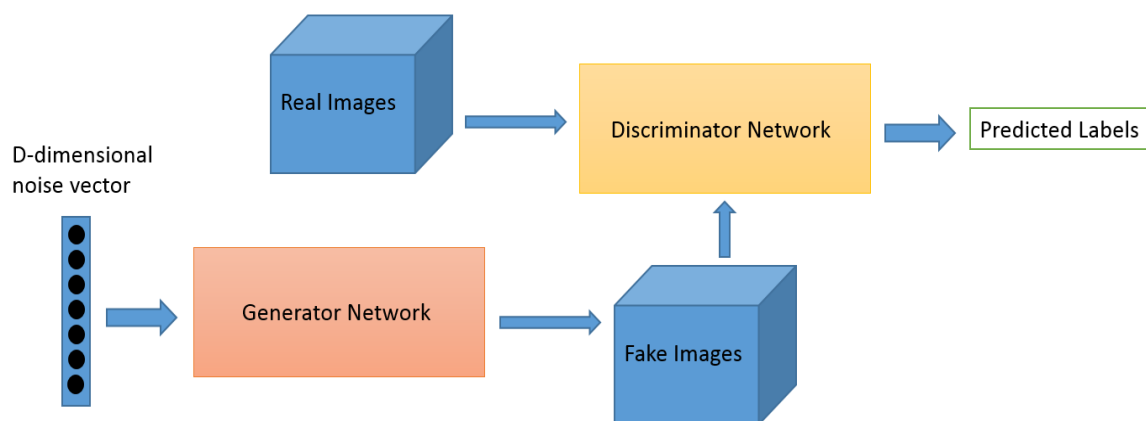 Real Images
Discriminator Network
Predicted Labels
D-dimensional
noise vector
Generator Network
Fake Images